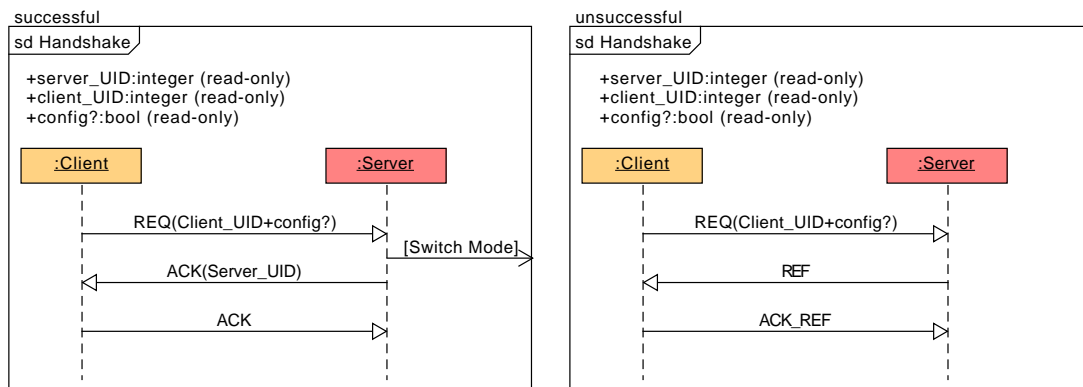 successful
sd Handshake
+server_UID:integer (read-only)
+client_UID:integer (read-only)
+config?:bool (read-only)
:Client
:Server
REQ(Client_UID+config?)
[Switch Mode]
ACK(Server_UID)
ACK
unsuccessful
sd Handshake
+server_UID:integer (read-only)
+client_UID:integer (read-only)
+config?:bool (read-only)
:Client
:Server
REQ(Client_UID+config?)
REF
ACK_REF